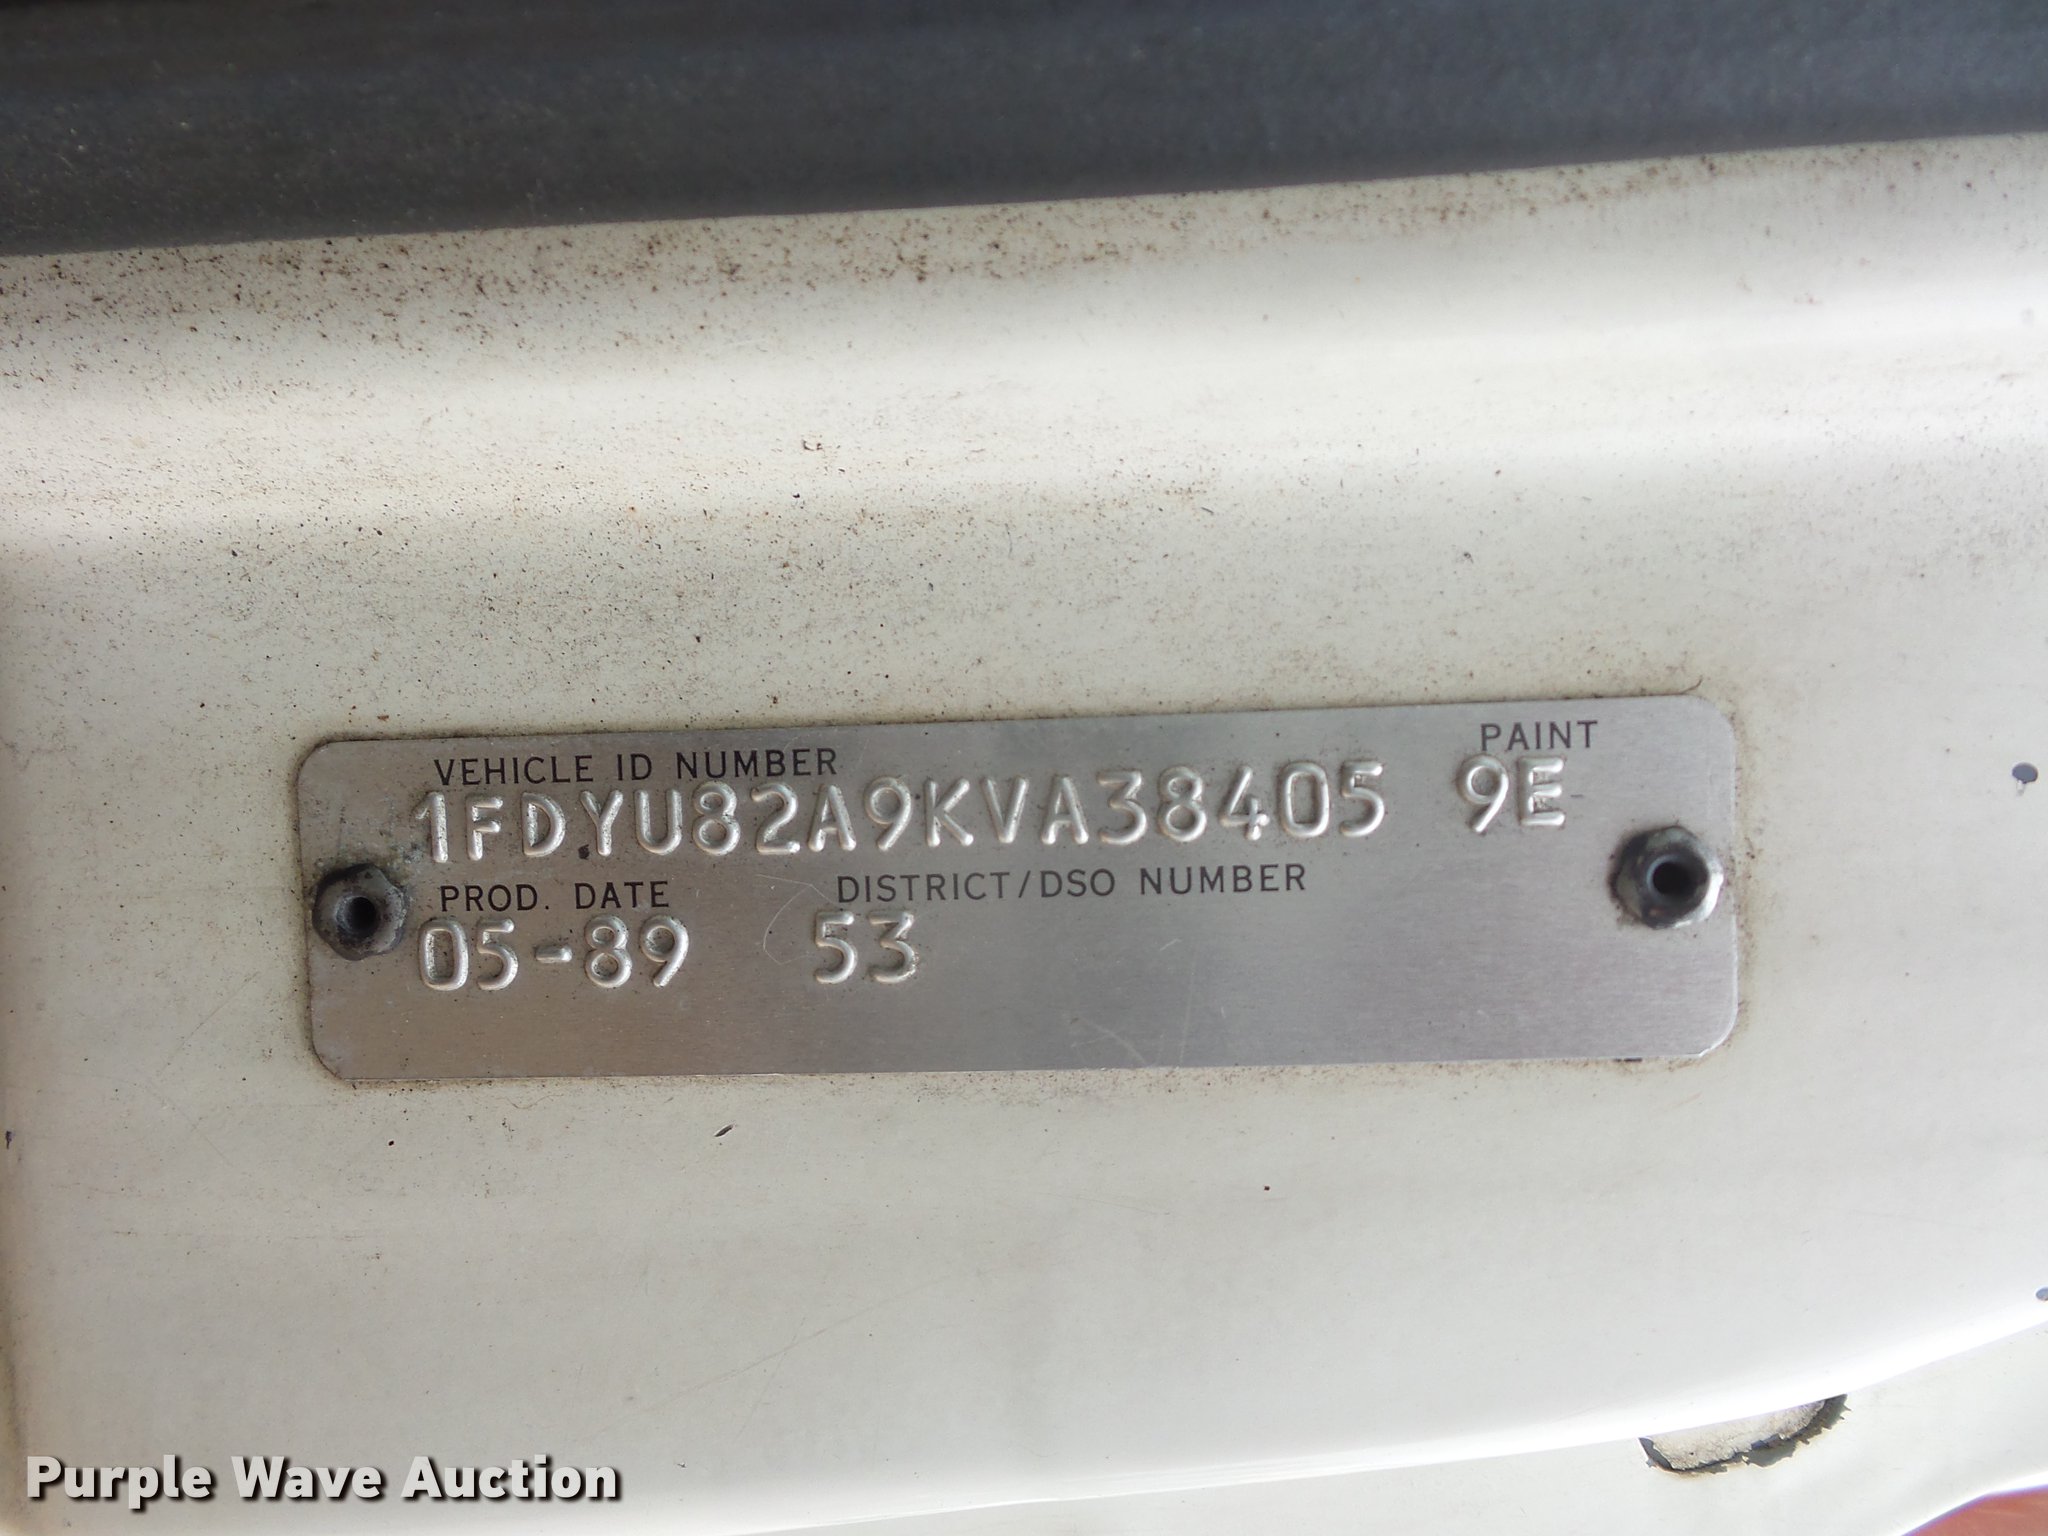 PAINT
VEHICLE ID NUMBER
1FDYU82A9KVA38405 9E
PROD. DATE DISTRICT/DSO NUMBER
05-89 53
Purple Wave Auction